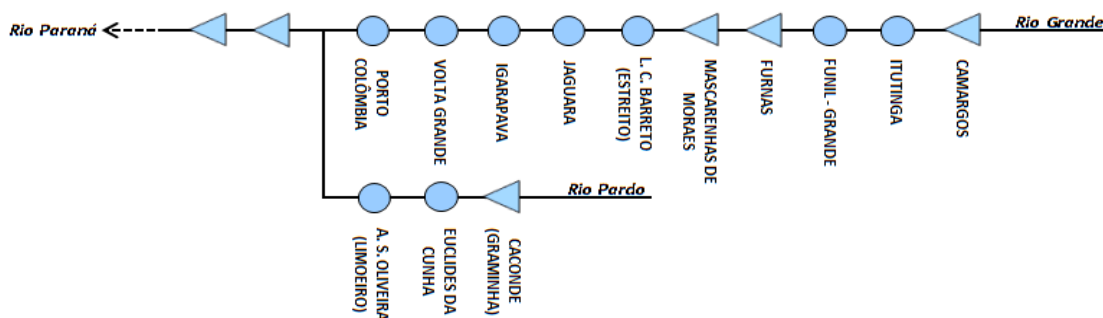 Rio Grande
Rio Paraná
PORTO
COLÔMBIA
VOLTA GRANDE
IGARAPAVA
JAGUARA
L. C. BARRETO
(ESTREITO)
MASCARENHAS DE
MORAES
FURNAS
FUNIL - GRANDE
ITUTINGA
CAMARGOS
Rio Pardo
A. S. OLIVEIRA
(LIMOEIRO)
EUCLIDES DA
CUNHA
CACONDE
(GRAMINHA)